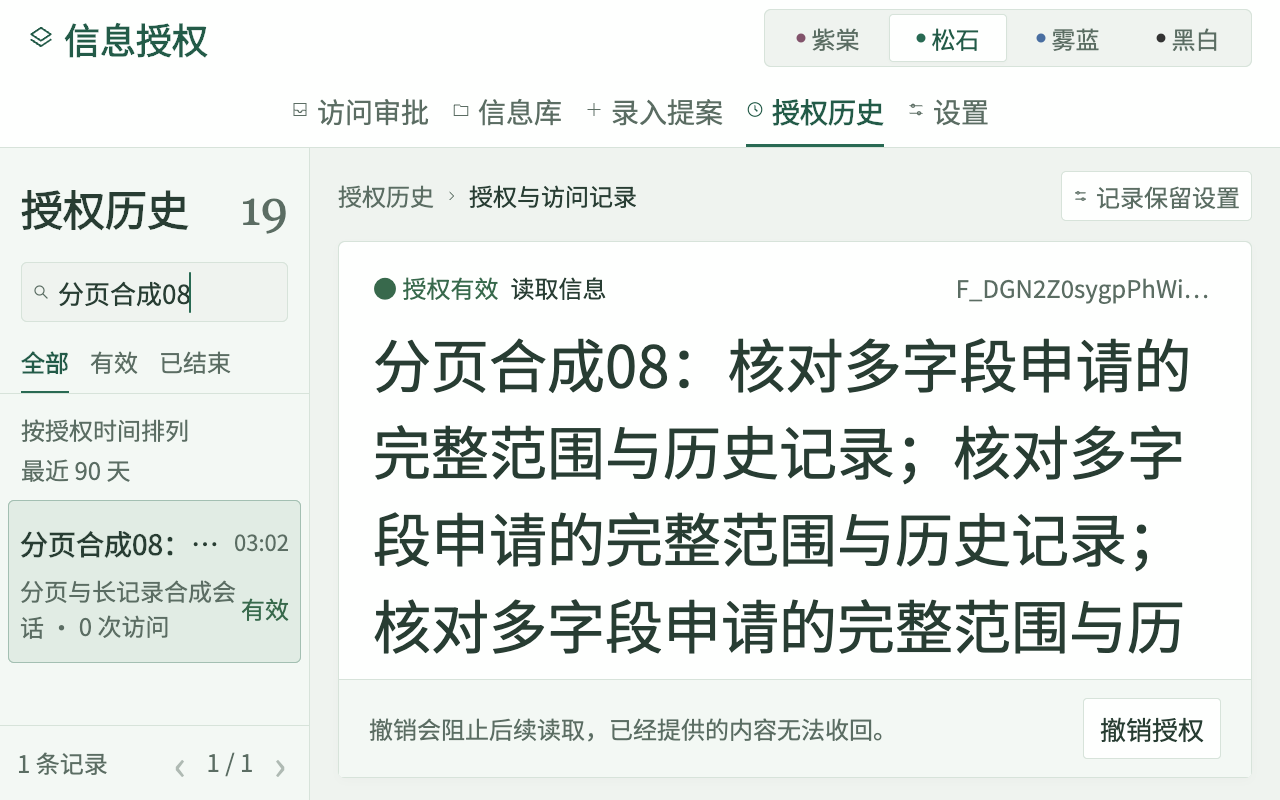 信息授权
紫棠 松石 雾蓝 黑白
访问审批 信息库 录入提案 授权历史 设置
授权历史 19
分页合成08
全部 有效 已结束
按授权时间排列
最近 90 天
分页合成08：… 03:02
分页与长记录合成会
话 · 0 次访问 有效
1 条记录 ‹ 1 / 1 ›
授权历史 › 授权与访问记录 记录保留设置
授权有效 读取信息 F_DGN2Z0sygpPhWi…
分页合成08：核对多字段申请的
完整范围与历史记录；核对多字
段申请的完整范围与历史记录；
核对多字段申请的完整范围与历
撤销会阻止后续读取，已经提供的内容无法收回。 撤销授权